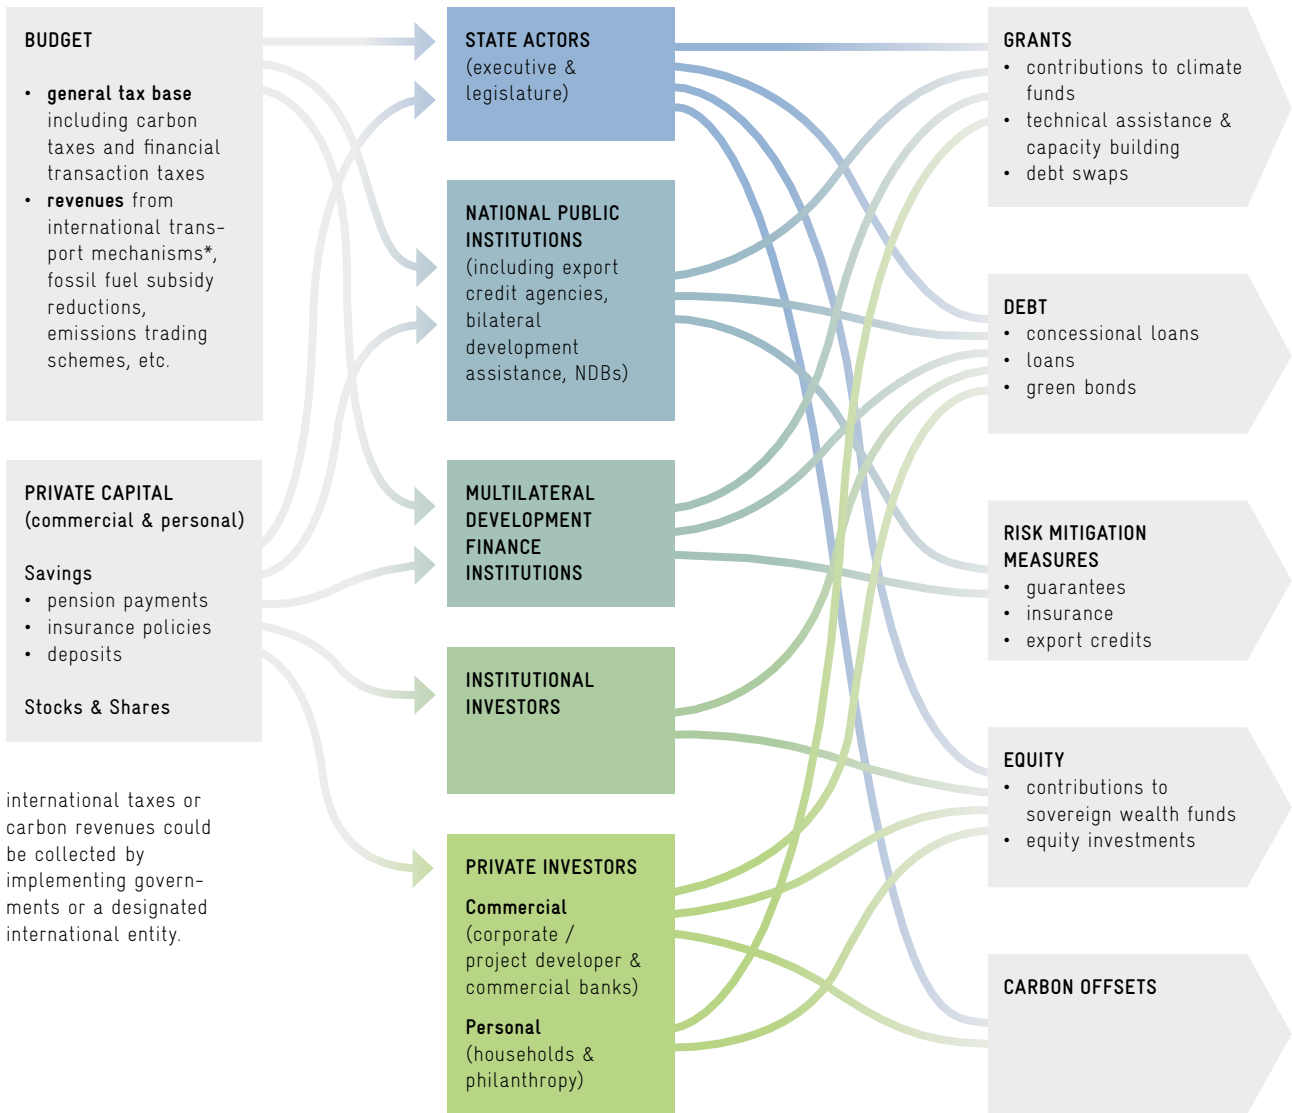 BUDGET
• general tax base
including carbon
taxes and financial
transaction taxes
• revenues from
international trans-
port mechanisms*,
fossil fuel subsidy
reductions,
emissions trading
schemes, etc.
PRIVATE CAPITAL
(commercial & personal)
Savings
• pension payments
• insurance policies
• deposits
Stocks & Shares
international taxes or
carbon revenues could
be collected by
implementing govern-
ments or a designated
international entity.
STATE ACTORS
(executive &
legislature)
NATIONAL PUBLIC
INSTITUTIONS
(including export
credit agencies,
bilateral
development
assistance, NDBs)
MULTILATERAL
DEVELOPMENT
FINANCE
INSTITUTIONS
INSTITUTIONAL
INVESTORS
PRIVATE INVESTORS
Commercial
(corporate /
project developer &
commercial banks)
Personal
(households &
philanthropy)
GRANTS
• contributions to climate
funds
• technical assistance &
capacity building
• debt swaps
DEBT
• concessional loans
• loans
• green bonds
RISK MITIGATION
MEASURES
• guarantees
• insurance
• export credits
EQUITY
• contributions to
sovereign wealth funds
• equity investments
CARBON OFFSETS